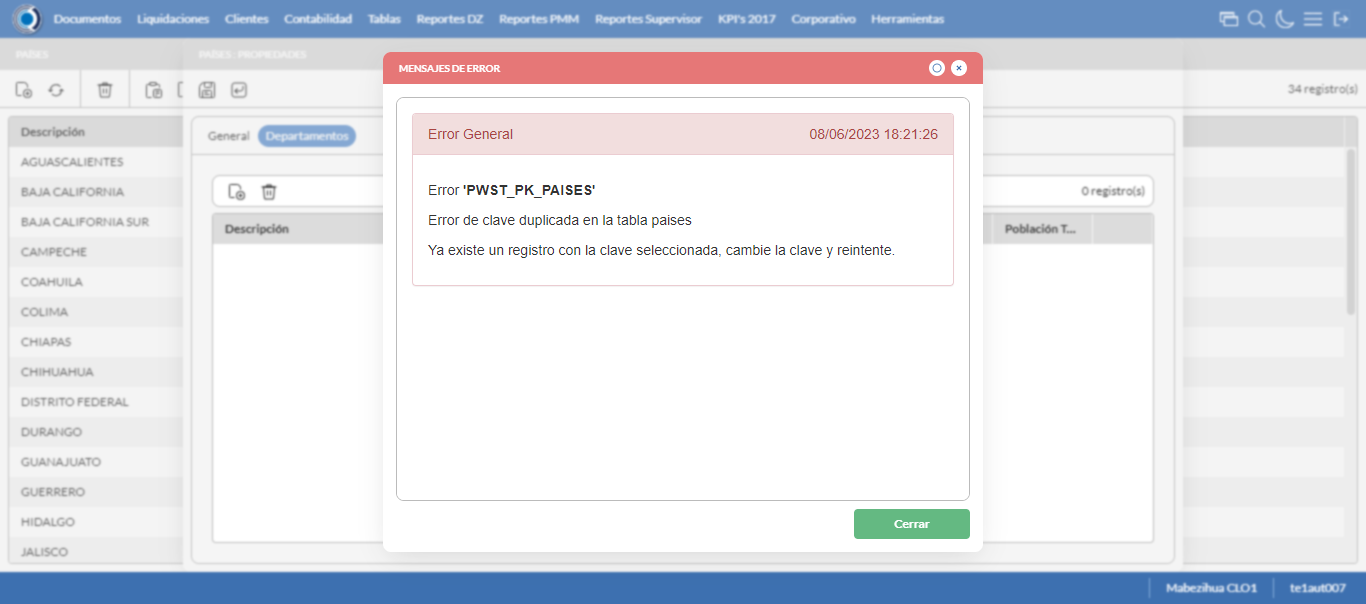 Documentos Liquidaciones Clientes Contabilidad Tablas Reportes DZ Reportes PMM Reportes Supervisor KPI's 2017 Corporativo Herramientas
PAISES
PAISES : PROPIEDADES
MENSAJES DE ERROR
34 registro(s)
Descripción
General Departamentos
Error General 08/06/2023 18:21:26
AGUASCALIENTES
BAJA CALIFORNIA
0 registro(s)
Error 'PWST_PK_PAISES'
BAJA CALIFORNIA SUR
Descripción
Error de clave duplicada en la tabla paises
Población T...
CAMPECHE
Ya existe un registro con la clave seleccionada, cambie la clave y reintente.
COAHUILA
COLIMA
CHIAPAS
CHIHUAHUA
DISTRITO FEDERAL
DURANGO
GUANAJUATO
GUERRERO
HIDALGO
Cerrar
JALISCO
Mabezihua CLO1 te1aut007